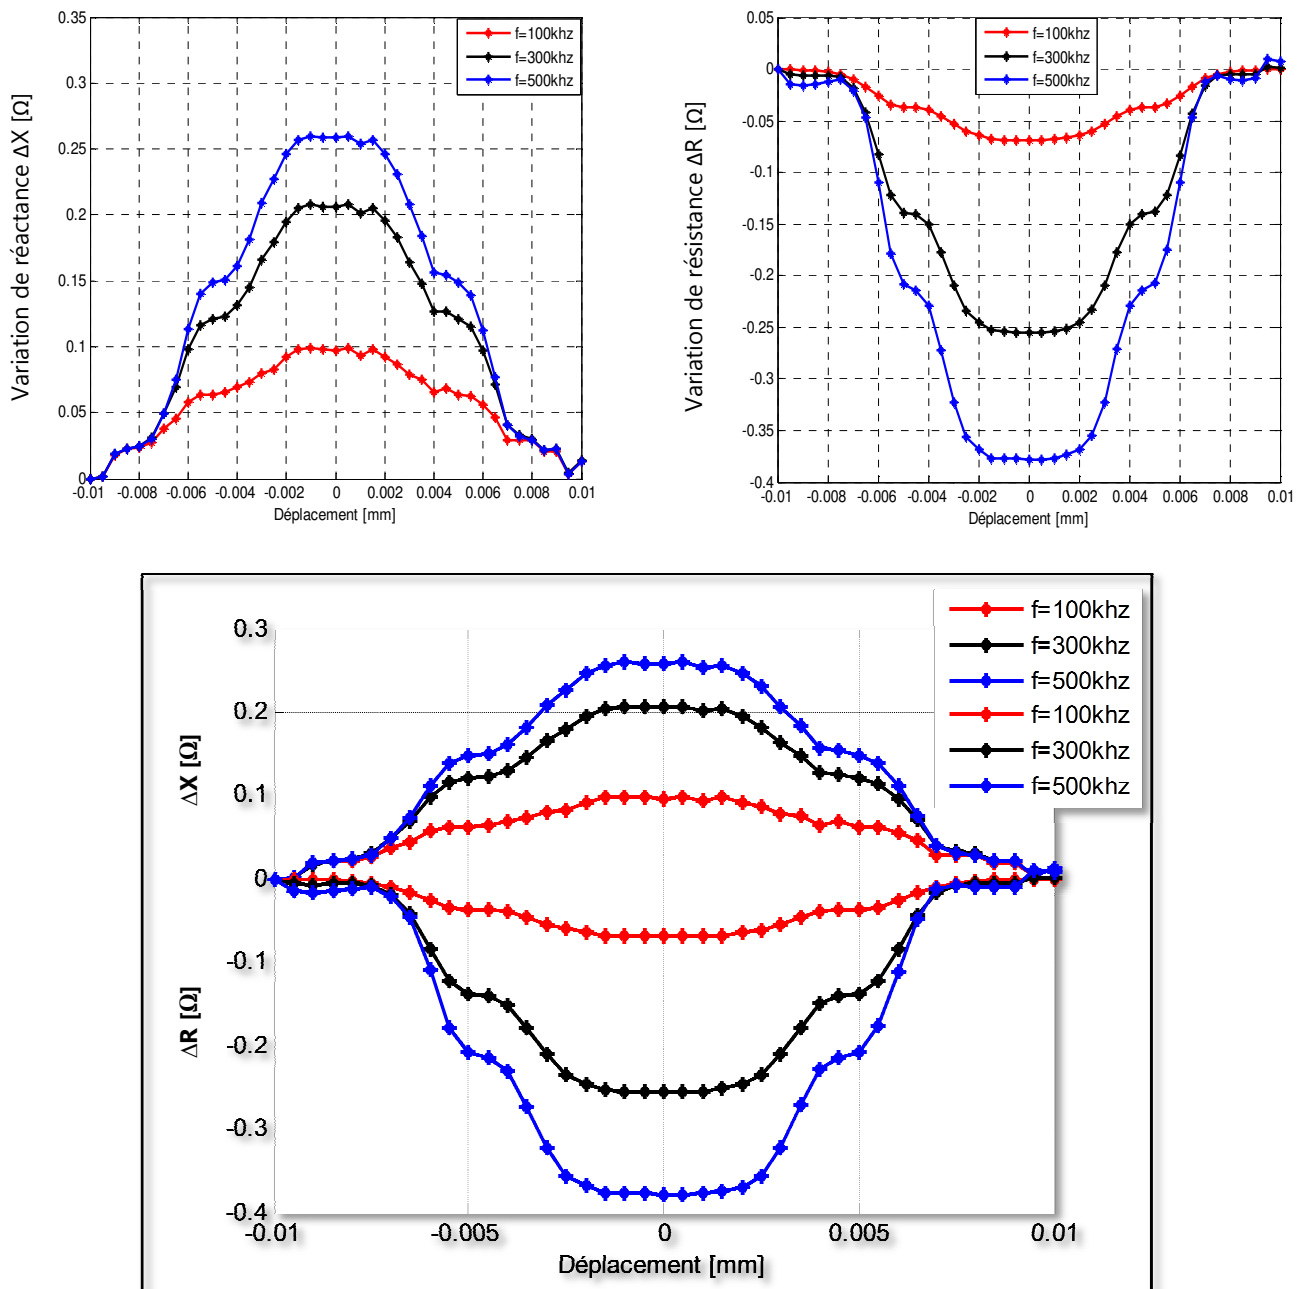 0.35
0.3
0.25
0.2
0.15
0.1
0.05
0
-0.01 -0.008 -0.006 -0.004 -0.002 0 0.002 0.004 0.006 0.008 0.01
Déplacement [mm]
Variation de réactance ΔX [Ω]
f=100khz
f=300khz
f=500khz
0.05
0
-0.05
-0.1
-0.15
-0.2
-0.25
-0.3
-0.35
-0.4
-0.01 -0.008 -0.006 -0.004 -0.002 0 0.002 0.004 0.006 0.008 0.01
Déplacement [mm]
Variation de résistance ΔR [Ω]
f=100khz
f=300khz
f=500khz
f=100khz
f=300khz
f=500khz
f=100khz
f=300khz
f=500khz
0.3
0.2
0.1
0
-0.1
-0.2
-0.3
-0.4
ΔX [Ω]
ΔR [Ω]
-0.01 -0.005 0 0.005 0.01
Déplacement [mm]